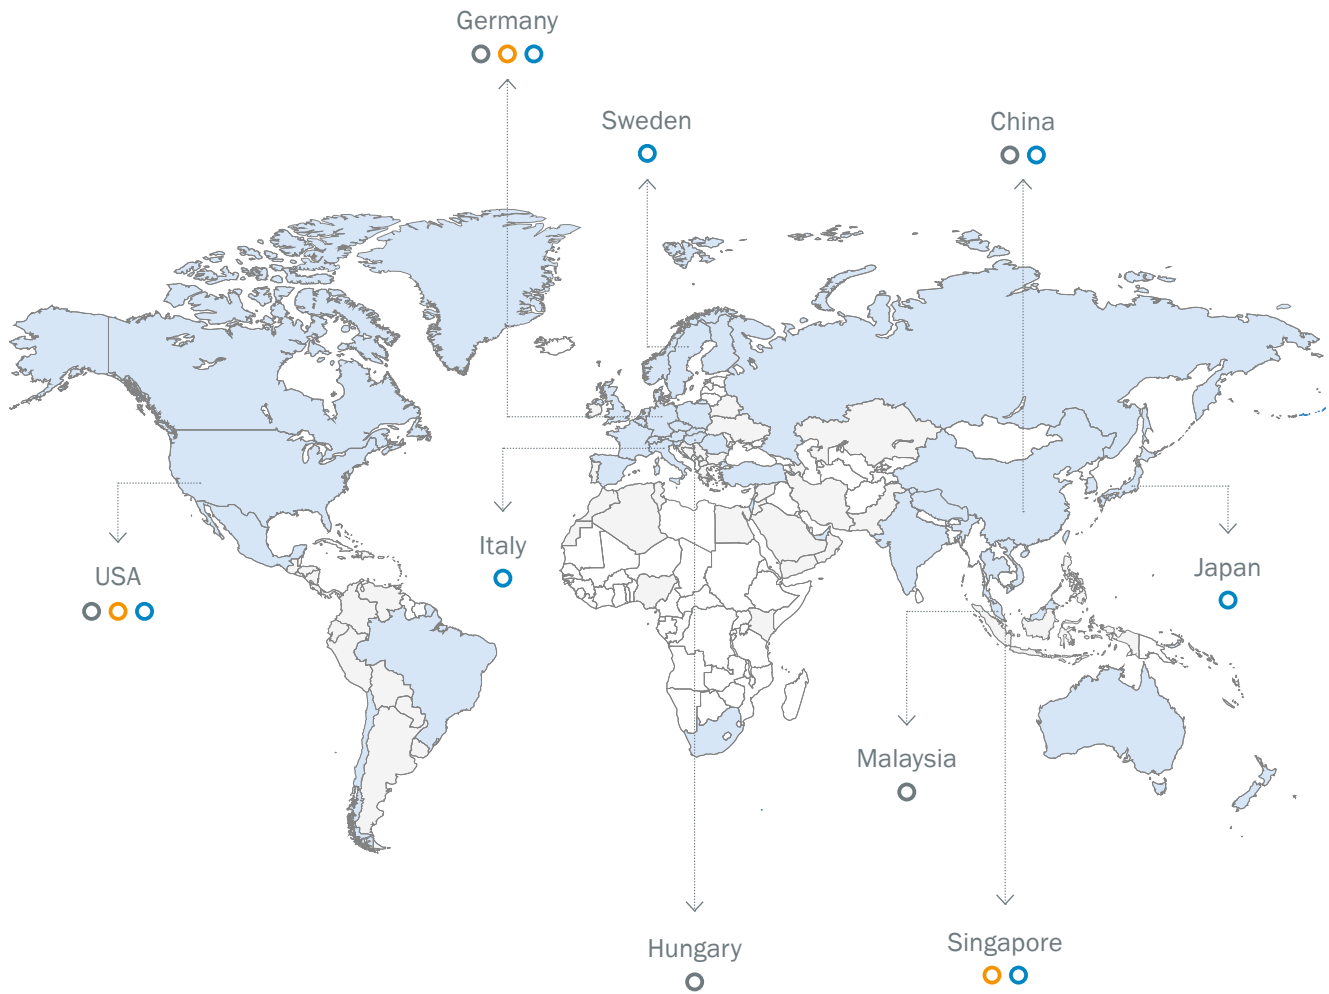 Germany
Sweden
China
Italy
USA
Japan
Malaysia
Hungary
Singapore